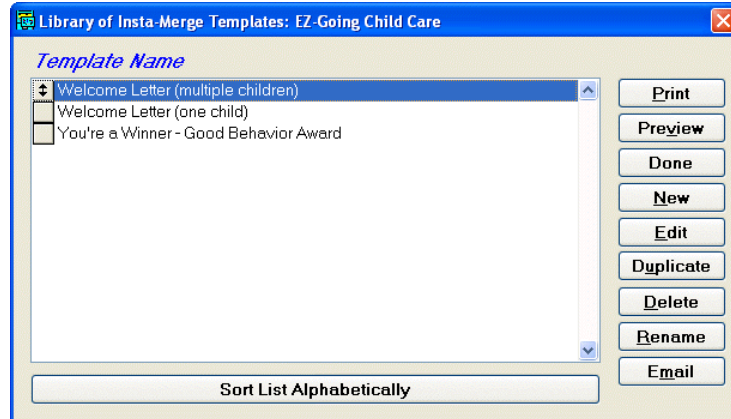 Library of Insta-Merge Templates: EZ-Going Child Care
Template Name
Welcome Letter (multiple children)
Welcome Letter (one child)
You're a Winner - Good Behavior Award
Print
Preview
Done
New
Edit
Duplicate
Delete
Rename
Email
Sort List Alphabetically